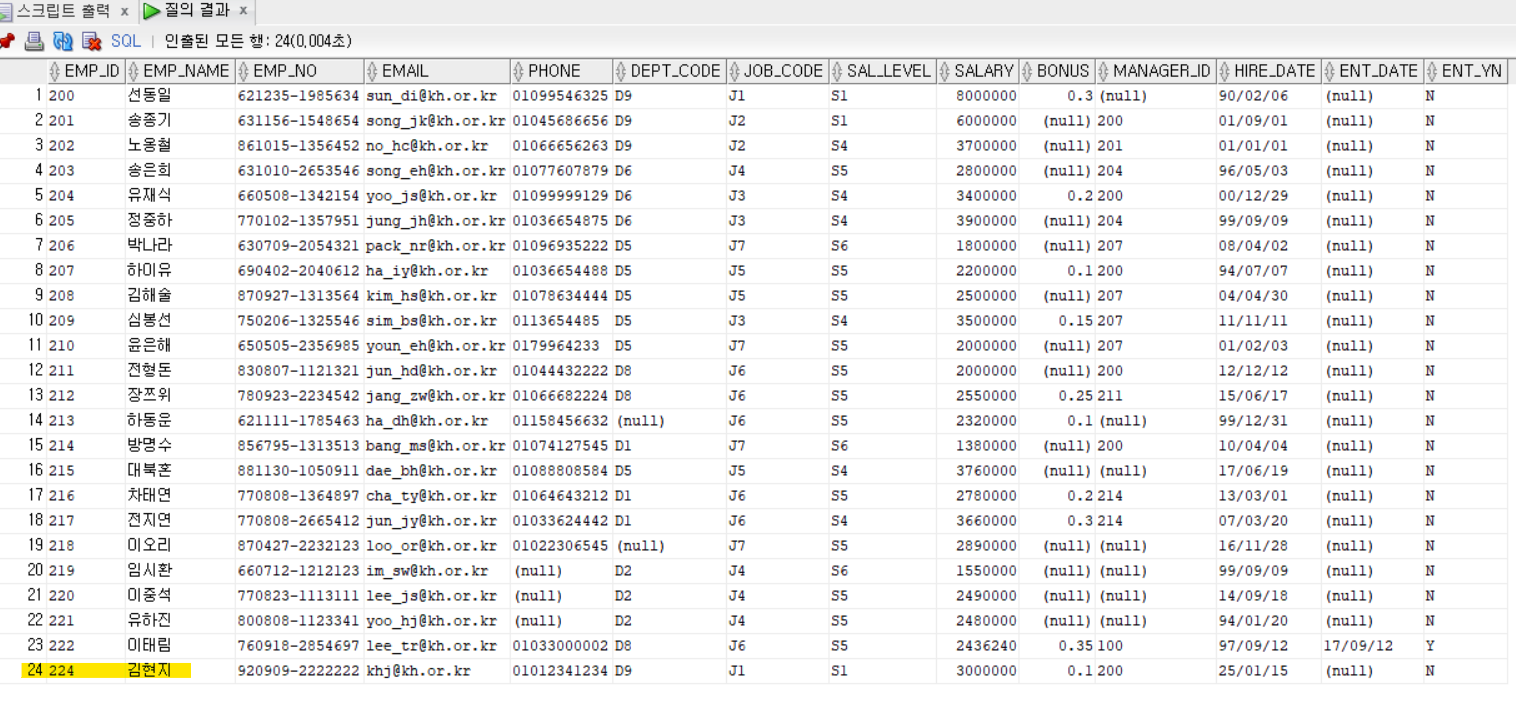 스크립트 출력 x 질의 결과 x
SQL | 인출된 모든 행: 24(0,004초)
EMP_ID EMP_NAME EMP_NO EMAIL PHONE DEPT_CODE JOB_CODE SAL_LEVEL SALARY BONUS MANAGER_ID HIRE_DATE ENT_DATE ENT_YN
1 200 선동일 621235-1985634 sun_di@kh.or.kr 01099546325 D9 J1 S1 8000000 0.3 (null) 90/02/06 (null) N
2 201 송종기 631156-1548654 song_jk@kh.or.kr 01045686656 D9 J2 S1 6000000 (null) 200 01/09/01 (null) N
3 202 노옹철 861015-1356452 no_hc@kh.or.kr 01066656263 D9 J2 S4 3700000 (null) 201 01/01/01 (null) N
4 203 송은희 631010-2653546 song_eh@kh.or.kr 01077607879 D6 J4 S5 2800000 (null) 204 96/05/03 (null) N
5 204 유재식 660508-1342154 yoo_js@kh.or.kr 01099999129 D6 J3 S4 3400000 0.2 200 00/12/29 (null) N
6 205 정중하 770102-1357951 jung_jh@kh.or.kr 01036654875 D6 J3 S4 3900000 (null) 204 99/09/09 (null) N
7 206 박나라 630709-2054321 pack_nr@kh.or.kr 01096935222 D5 J7 S6 1800000 (null) 207 08/04/02 (null) N
8 207 하이유 690402-2040612 ha_iy@kh.or.kr 01036654488 D5 J5 S5 2200000 0.1 200 94/07/07 (null) N
9 208 김해술 870927-1313564 kim_hs@kh.or.kr 01078634444 D5 J5 S5 2500000 (null) 207 04/04/30 (null) N
10 209 심봉선 750206-1325546 sim_bs@kh.or.kr 0113654485 D5 J3 S4 3500000 0.15 207 11/11/11 (null) N
11 210 윤은해 650505-2356985 youn_eh@kh.or.kr 0179964233 D5 J7 S5 2000000 (null) 207 01/02/03 (null) N
12 211 전형돈 830807-1121321 jun_hd@kh.or.kr 01044432222 D8 J6 S5 2000000 (null) 200 12/12/12 (null) N
13 212 장쯔위 780923-2234542 jang_zw@kh.or.kr 01066682224 D8 J6 S5 2550000 0.25 211 15/06/17 (null) N
14 213 하동운 621111-1785463 ha_dh@kh.or.kr 01158456632 (null) J6 S5 2320000 0.1 (null) 99/12/31 (null) N
15 214 방명수 856795-1313513 bang_ms@kh.or.kr 01074127545 D1 J7 S6 1380000 (null) 200 10/04/04 (null) N
16 215 대북혼 881130-1050911 dae_bh@kh.or.kr 01088808584 D5 J5 S4 3760000 (null) (null) 17/06/19 (null) N
17 216 차태연 770808-1364897 cha_ty@kh.or.kr 01064643212 D1 J6 S5 2780000 0.2 214 13/03/01 (null) N
18 217 전지연 770808-2665412 jun_jy@kh.or.kr 01033624442 D1 J6 S4 3660000 0.3 214 07/03/20 (null) N
19 218 이오리 870427-2232123 loo_or@kh.or.kr 01022306545 (null) J7 S5 2890000 (null) (null) 16/11/28 (null) N
20 219 임시환 660712-1212123 im_sw@kh.or.kr (null) D2 J4 S6 1550000 (null) (null) 99/09/09 (null) N
21 220 이중석 770823-1113111 lee_js@kh.or.kr (null) D2 J4 S5 2490000 (null) (null) 14/09/18 (null) N
22 221 유하진 800808-1123341 yoo_hj@kh.or.kr (null) D2 J4 S5 2480000 (null) (null) 94/01/20 (null) N
23 222 이태림 760918-2854697 lee_tr@kh.or.kr 01033000002 D8 J6 S5 2436240 0.35 100 97/09/12 17/09/12 Y
24 224 김현지 920909-2222222 khj@kh.or.kr 01012341234 D9 J1 S1 3000000 0.1 200 25/01/15 (null) N